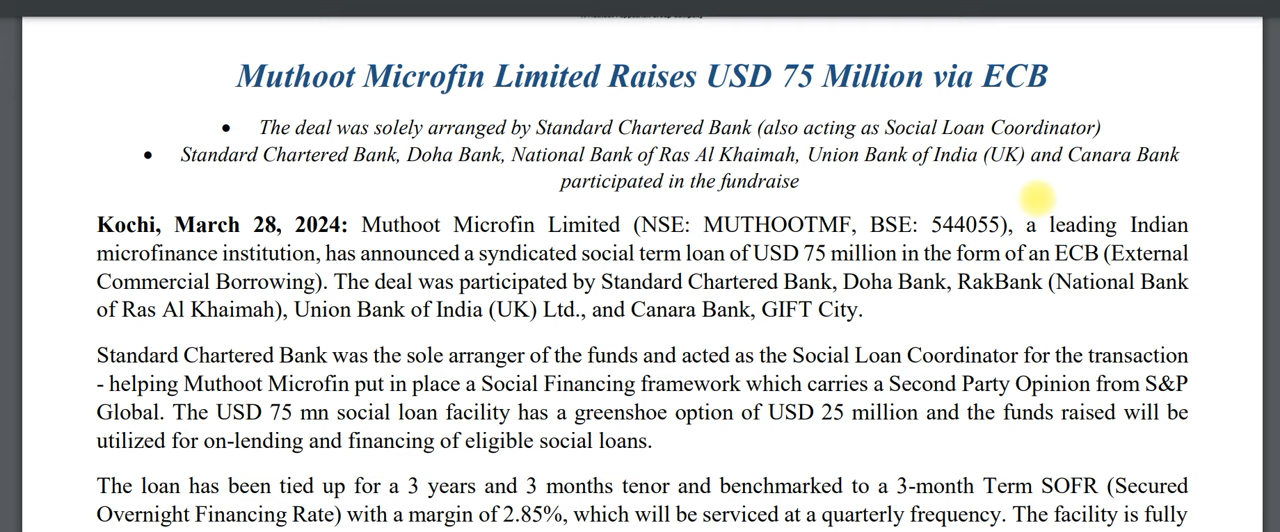 Muthoot Microfin Limited Raises USD 75 Million via ECB
• The deal was solely arranged by Standard Chartered Bank (also acting as Social Loan Coordinator)
• Standard Chartered Bank, Doha Bank, National Bank of Ras Al Khaimah, Union Bank of India (UK) and Canara Bank
participated in the fundraise
Kochi, March 28, 2024: Muthoot Microfin Limited (NSE: MUTHOOTMF, BSE: 544055), a leading Indian
microfinance institution, has announced a syndicated social term loan of USD 75 million in the form of an ECB (External
Commercial Borrowing). The deal was participated by Standard Chartered Bank, Doha Bank, RakBank (National Bank
of Ras Al Khaimah), Union Bank of India (UK) Ltd., and Canara Bank, GIFT City.
Standard Chartered Bank was the sole arranger of the funds and acted as the Social Loan Coordinator for the transaction
- helping Muthoot Microfin put in place a Social Financing framework which carries a Second Party Opinion from S&P
Global. The USD 75 mn social loan facility has a greenshoe option of USD 25 million and the funds raised will be
utilized for on-lending and financing of eligible social loans.
The loan has been tied up for a 3 years and 3 months tenor and benchmarked to a 3-month Term SOFR (Secured
Overnight Financing Rate) with a margin of 2.85%, which will be serviced at a quarterly frequency. The facility is fully